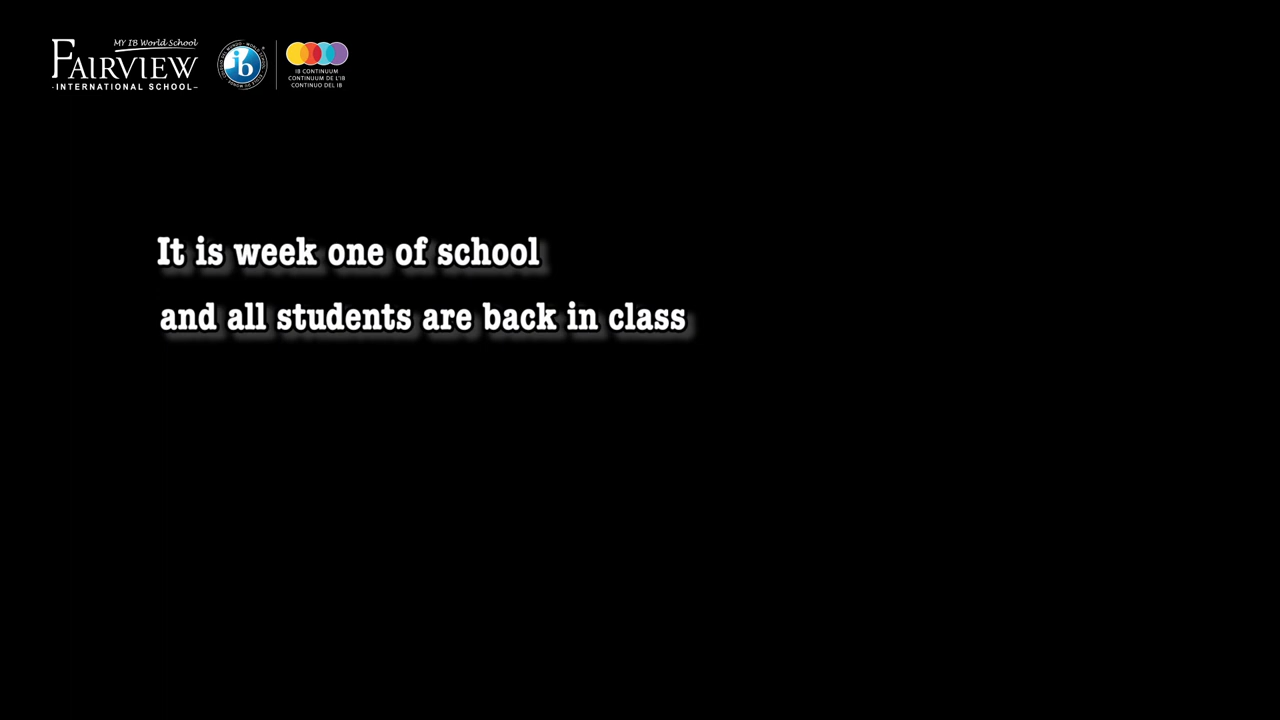 MY IB World School
FAIRVIEW
-INTERNATIONAL SCHOOL-
ib
IB CONTINUUM
CONTINUUM DE L'IB
CONTINUO DEL IB
It is week one of school
and all students are back in class